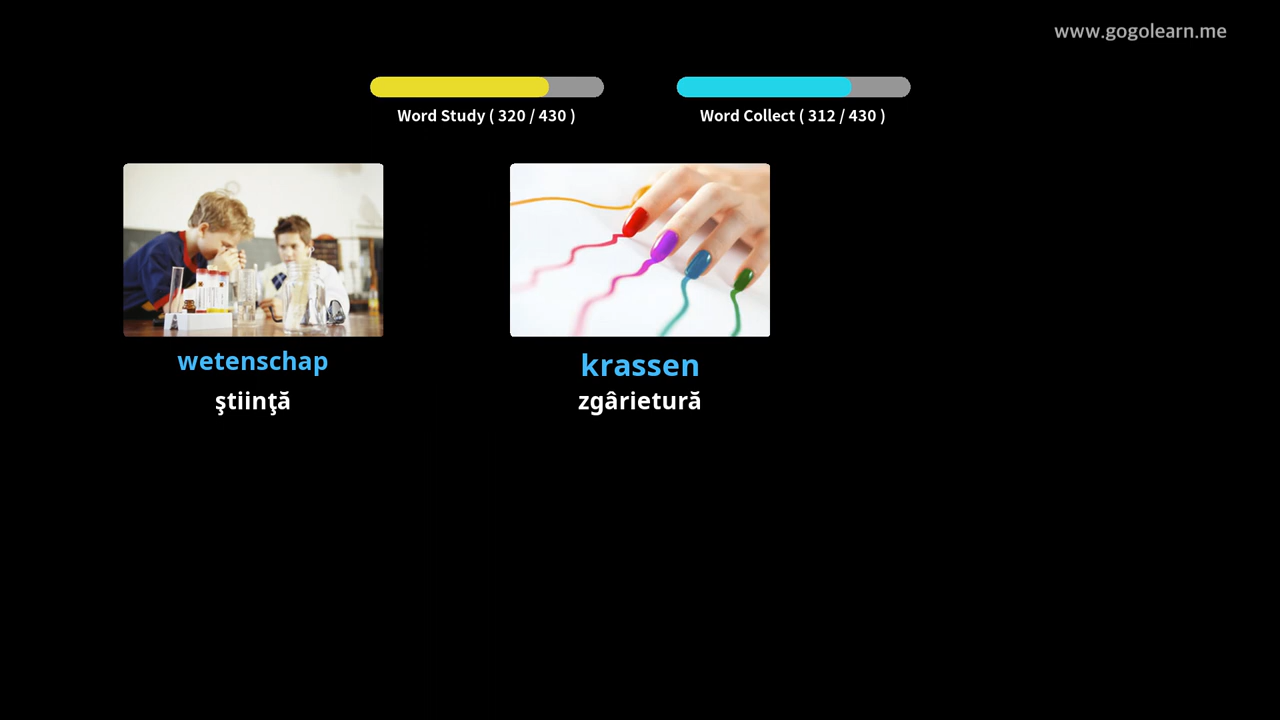 www.gogolearn.me
Word Study ( 320 / 430 )
Word Collect ( 312 / 430 )
wetenschap
ştiinţă
krassen
zgârietură